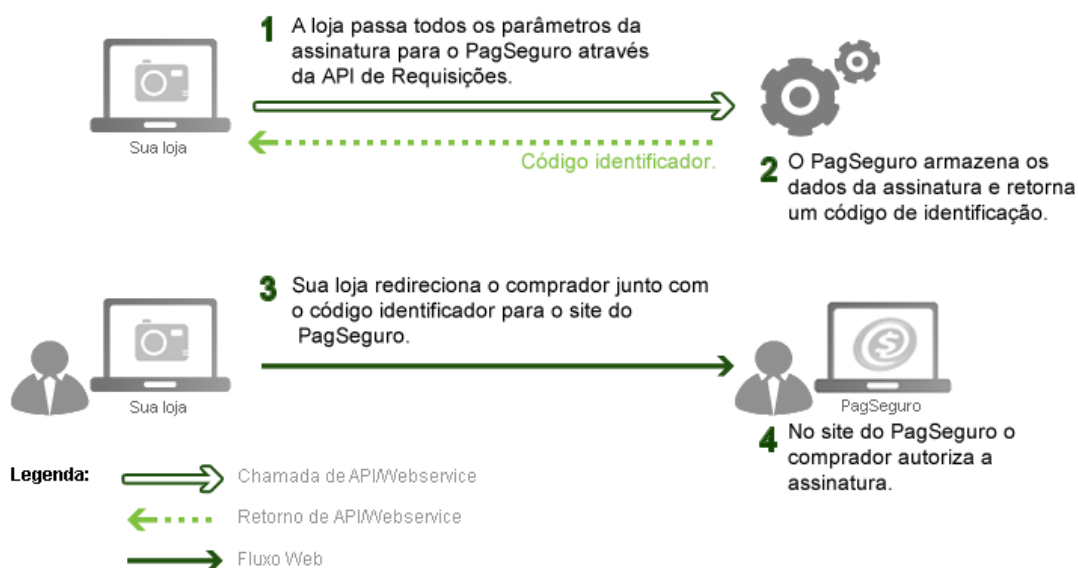 1 A loja passa todos os parâmetros da
assinatura para o PagSeguro através
da API de Requisições.
Sua loja
Código identificador.
2 O PagSeguro armazena os
dados da assinatura e retorna
um código de identificação.
3 Sua loja redireciona o comprador junto com
o código identificador para o site do
PagSeguro.
Sua loja
PagSeguro
4 No site do PagSeguro o
comprador autoriza a
assinatura.
Legenda:
Chamada de API/Webservice
Retorno de API/Webservice
Fluxo Web